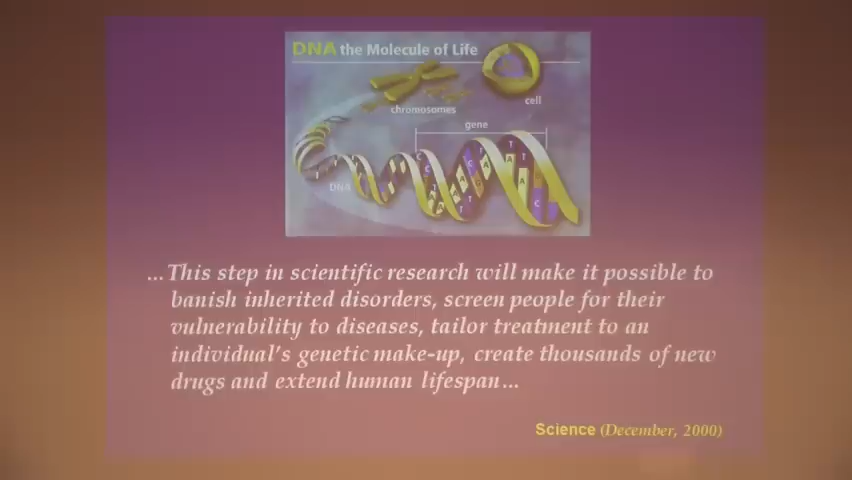 DNA the Molecule of Life
chromosomes
cell
gene
DNA
...This step in scientific research will make it possible to
banish inherited disorders, screen people for their
vulnerability to diseases, tailor treatment to an
individual's genetic make-up, create thousands of new
drugs and extend human lifespan...
Science (December, 2000)